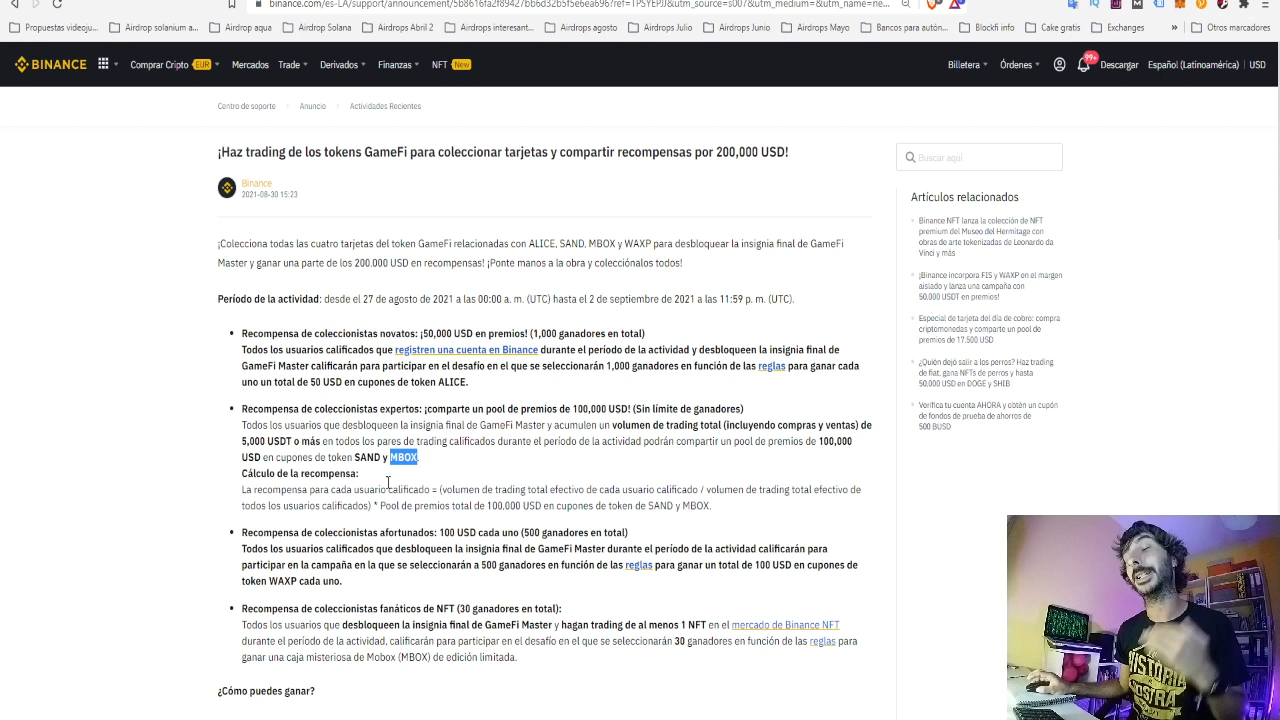 binance.com/es-LA/support/announcement/5b8616fa2f89427bb6d32b5f5e6ea696?ref=TPSYEPJJ&utm_source=s007&utm_medium=&utm_name=ne...
Propuestas videoju...
Airdrop solanium a...
Airdrop aqua
Airdrops Solana
Airdrops Abril 2
Airdrops interesant...
Airdrops agosto
Airdrops Julio
Airdrops Junio
Airdrops Mayo
Bancos para autón...
Blockfi info
Cake gratis
Exchanges
»
Otros marcadores
BINANCE
Comprar Cripto EUR
Mercados
Trade
Derivados
Finanzas
NFT New
Billetera
Órdenes
99+
Descargar
Español (Latinoamérica)
USD
Centro de soporte
Anuncio
Actividades Recientes
¡Haz trading de los tokens GameFi para coleccionar tarjetas y compartir recompensas por 200,000 USD!
Binance
2021-08-30 15:23
¡Colecciona todas las cuatro tarjetas del token GameFi relacionadas con ALICE, SAND, MBOX y WAXP para desbloquear la insignia final de GameFi
Master y ganar una parte de los 200.000 USD en recompensas! ¡Ponte manos a la obra y colecciónalos todos!
Período de la actividad: desde el 27 de agosto de 2021 a las 00:00 a. m. (UTC) hasta el 2 de septiembre de 2021 a las 11:59 p. m. (UTC).
Recompensa de coleccionistas novatos: ¡50,000 USD en premios! (1,000 ganadores en total)
Todos los usuarios calificados que registren una cuenta en Binance durante el período de la actividad y desbloqueen la insignia final de
GameFi Master calificarán para participar en el desafío en el que se seleccionarán 1,000 ganadores en función de las reglas para ganar cada
uno un total de 50 USD en cupones de token ALICE.
Recompensa de coleccionistas expertos: ¡comparte un pool de premios de 100,000 USD! (Sin límite de ganadores)
Todos los usuarios que desbloqueen la insignia final de GameFi Master y acumulen un volumen de trading total (incluyendo compras y ventas) de
5,000 USDT o más en todos los pares de trading calificados durante el período de la actividad podrán compartir un pool de premios de 100,000
USD en cupones de token SAND y MBOX.
Cálculo de la recompensa:
La recompensa para cada usuario calificado = (volumen de trading total efectivo de cada usuario calificado / volumen de trading total efectivo de
todos los usuarios calificados) * Pool de premios total de 100,000 USD en cupones de token de SAND y MBOX.
Recompensa de coleccionistas afortunados: 100 USD cada uno (500 ganadores en total)
Todos los usuarios calificados que desbloqueen la insignia final de GameFi Master durante el período de la actividad calificarán para
participar en la campaña en la que se seleccionarán a 500 ganadores en función de las reglas para ganar un total de 100 USD en cupones de
token WAXP cada uno.
Recompensa de coleccionistas fanáticos de NFT (30 ganadores en total):
Todos los usuarios que desbloqueen la insignia final de GameFi Master y hagan trading de al menos 1 NFT en el mercado de Binance NFT
durante el período de la actividad, calificarán para participar en el desafío en el que se seleccionarán 30 ganadores en función de las reglas para
ganar una caja misteriosa de Mobox (MBOX) de edición limitada.
¿Cómo puedes ganar?
Buscar aquí
Artículos relacionados
Binance NFT lanza la colección de NFT
premium del Museo del Hermitage con
obras de arte tokenizadas de Leonardo da
Vinci y más
¡Binance incorpora FIS y WAXP en el margen
aislado y lanza una campaña con
50.000 USDT en premios!
Especial de tarjeta del día de cobro: compra
criptomonedas y comparte un pool de
premios de 17.500 USD
¿Quién dejó salir a los perros? Haz trading
de fiat, gana NFTs de perros y hasta
50,000 USD en DOGE y SHIB
Verifica tu cuenta AHORA y obtén un cupón
de fondos de prueba de ahorros de
500 BUSD
HISTORIA
NOSTRA